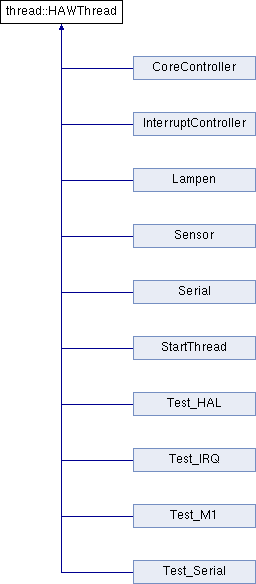 thread::HAWThread
CoreController
InterruptController
Lampen
Sensor
Serial
StartThread
Test_HAL
Test_IRQ
Test_M1
Test_Serial